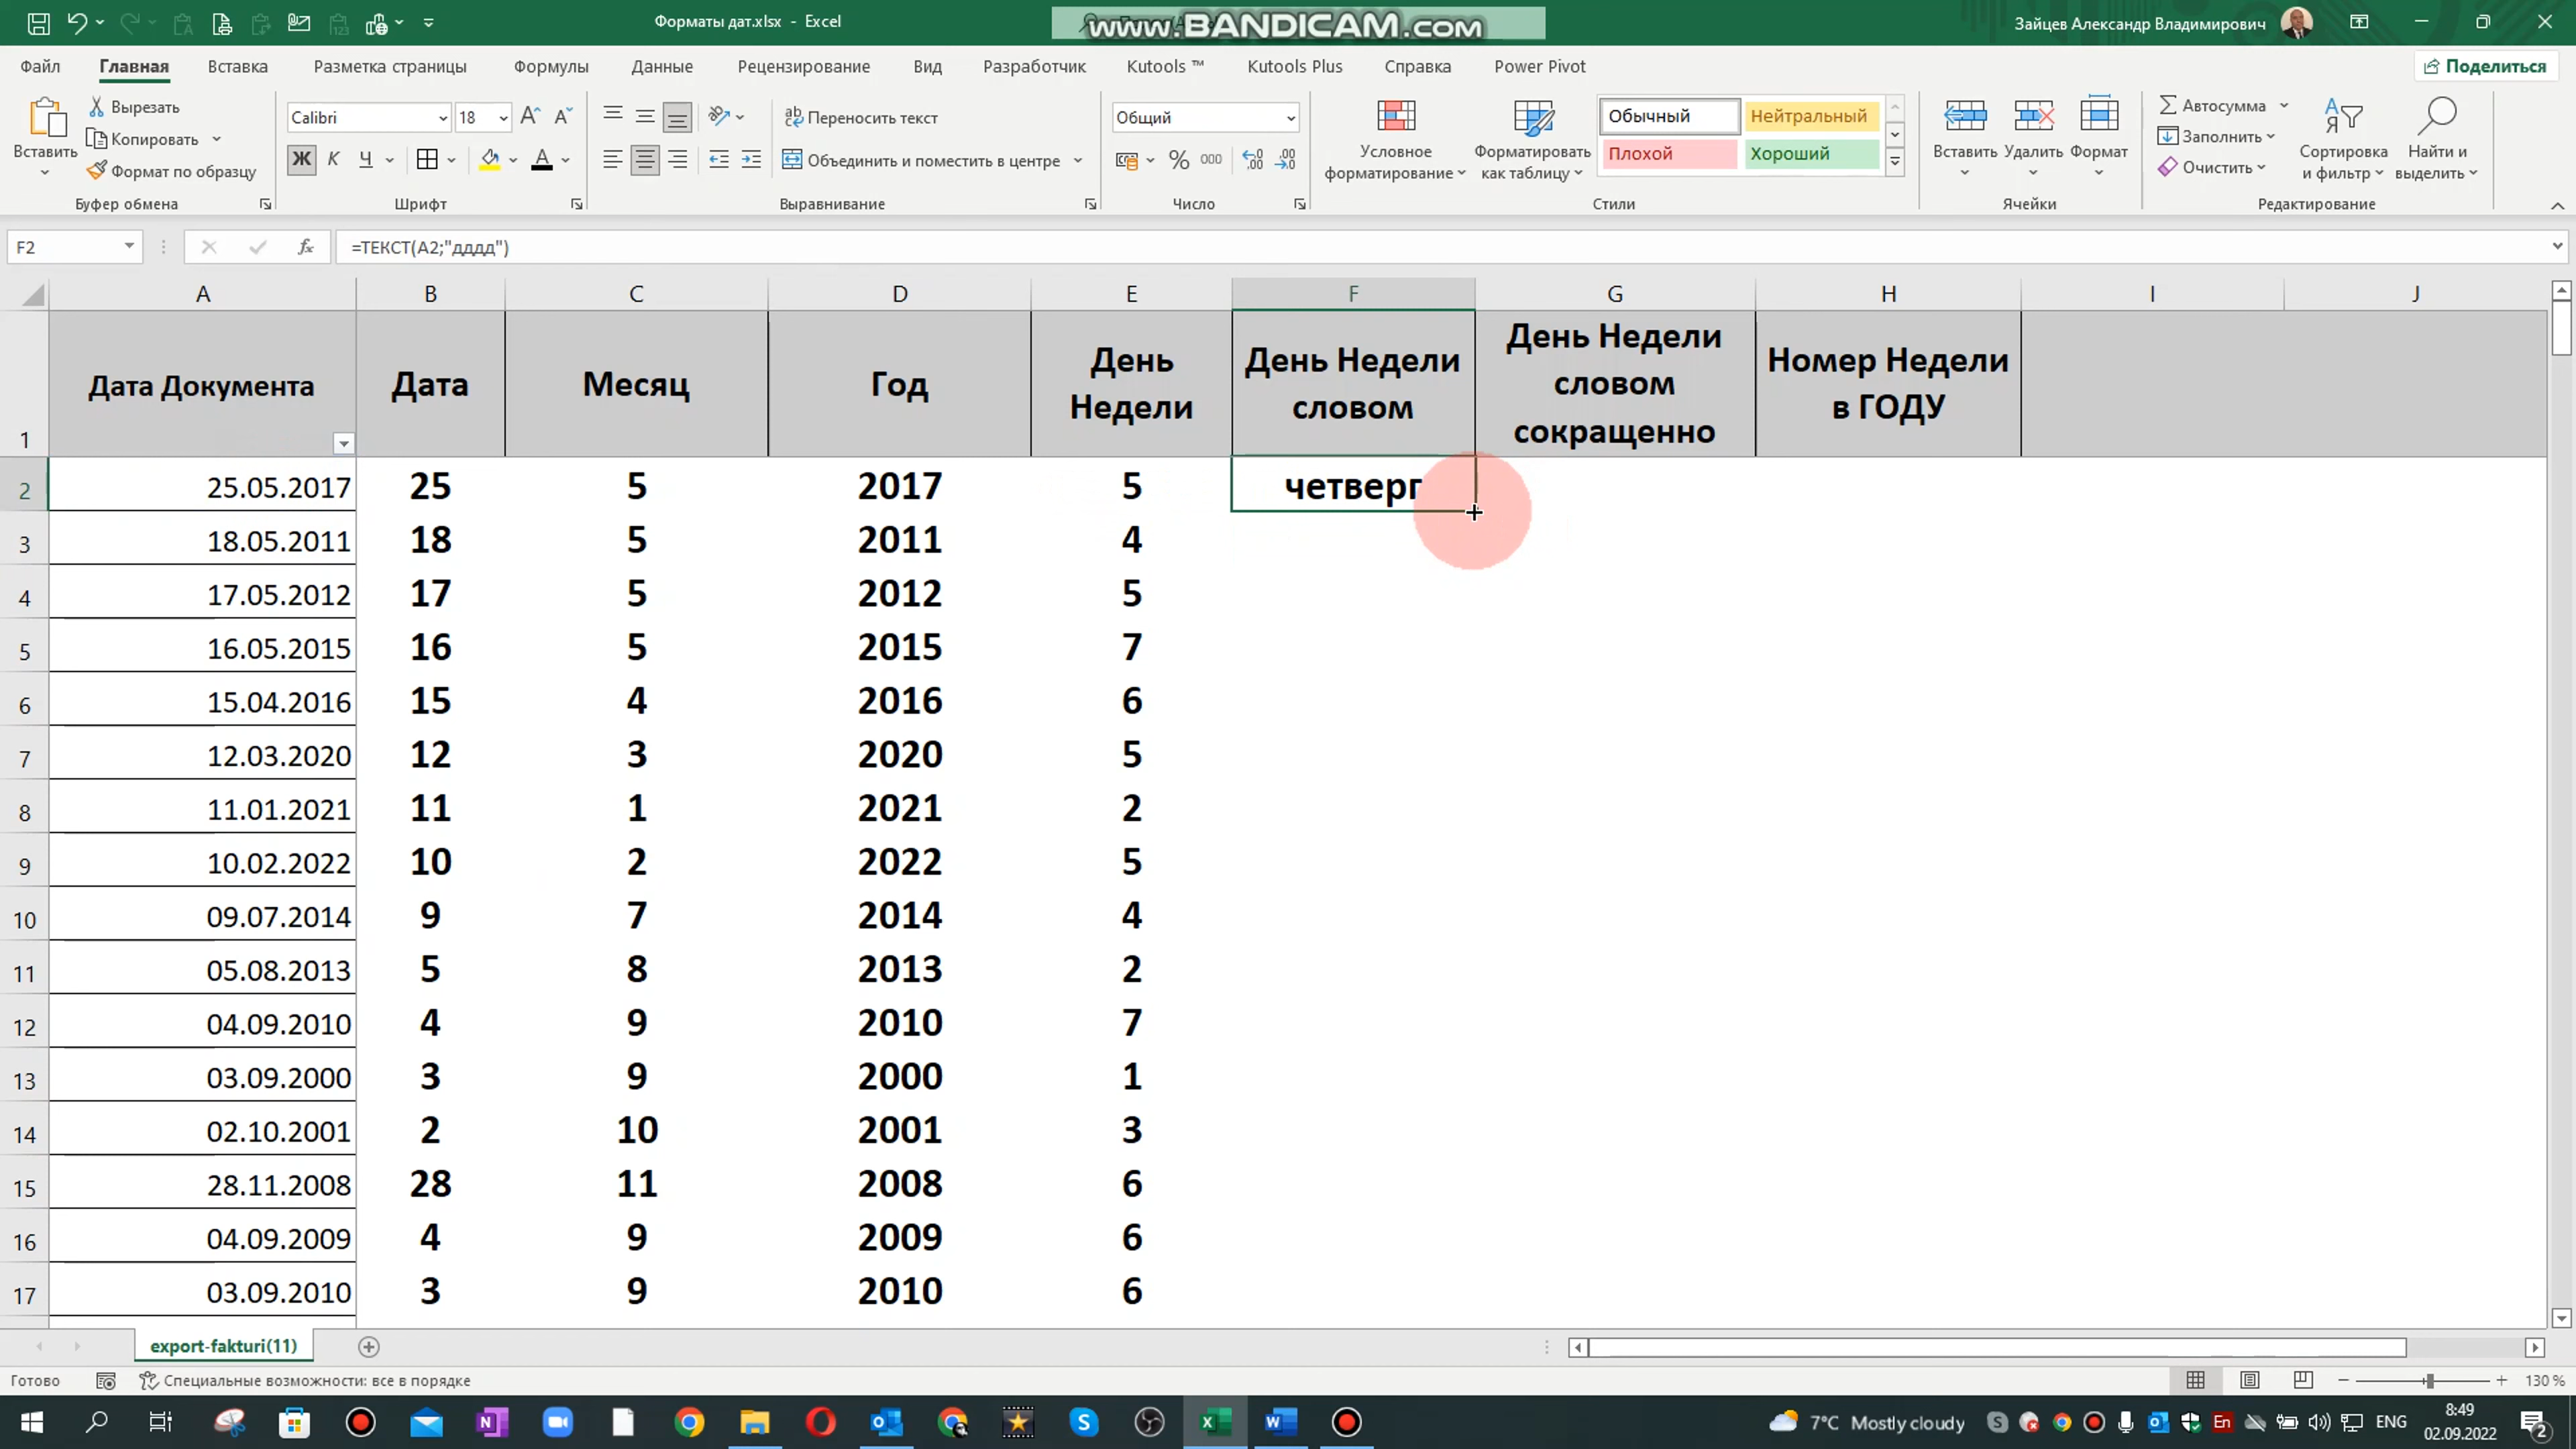 Форматы дат.xlsx - Excel
www.BANDICAM.com
Зайцев Александр Владимирович
Файл Главная Вставка Разметка страницы Формулы Данные Рецензирование Вид Разработчик Kutools ™ Kutools Plus Справка Power Pivot Поделиться
Вставить
Вырезать
Копировать
Формат по образцу
Буфер обмена
Calibri 18
Ж К Ч
Шрифт
Переносить текст
Объединить и поместить в центре
Выравнивание
Общий
% 000
Число
Условное форматирование
Форматировать как таблицу
Обычный Нейтральный
Плохой Хороший
Стили
Вставить Удалить Формат
Ячейки
Автосумма
Заполнить
Очистить
Сортировка и фильтр
Найти и выделить
Редактирование
F2 fx =ТЕКСТ(A2;"дддд")
A B C D E F G H I J
1 Дата Документа Дата Месяц Год День Недели День Недели словом День Недели словом сокращенно Номер Недели в ГОДУ
2 25.05.2017 25 5 2017 5 четверг
3 18.05.2011 18 5 2011 4
4 17.05.2012 17 5 2012 5
5 16.05.2015 16 5 2015 7
6 15.04.2016 15 4 2016 6
7 12.03.2020 12 3 2020 5
8 11.01.2021 11 1 2021 2
9 10.02.2022 10 2 2022 5
10 09.07.2014 9 7 2014 4
11 05.08.2013 5 8 2013 2
12 04.09.2010 4 9 2010 7
13 03.09.2000 3 9 2000 1
14 02.10.2001 2 10 2001 3
15 28.11.2008 28 11 2008 6
16 04.09.2009 4 9 2009 6
17 03.09.2010 3 9 2010 6
export-fakturi(11)
Готово Специальные возможности: все в порядке 130 %
7°C Mostly cloudy En ENG 8:49
02.09.2022 2